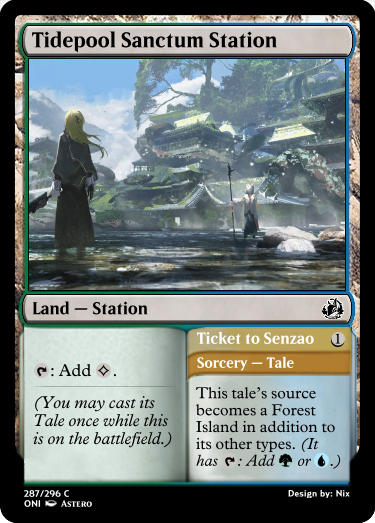 Tidepool Sanctum Station
Land — Station
: Add .
(You may cast its
Tale once while this
is on the battlefield.)
Ticket to Senzao 1
Sorcery — Tale
This tale's source
becomes a Forest
Island in addition to
its other types. (It
has : Add or .)
287/296 C
ONI Astero
Design by: Nix